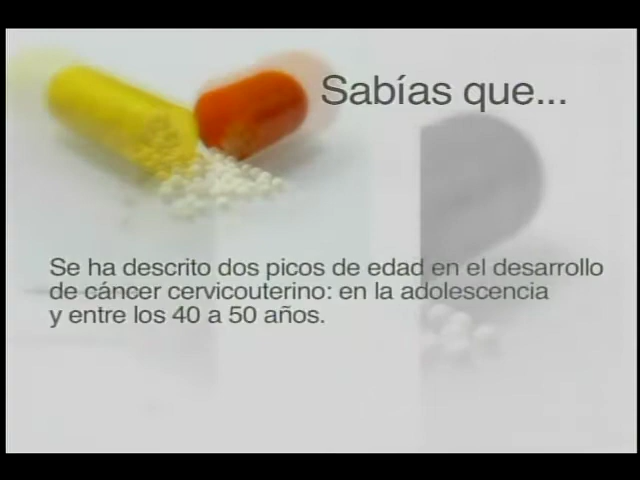 Sabías que...
Se ha descrito dos picos de edad en el desarrollo
de cáncer cervicouterino: en la adolescencia
y entre los 40 a 50 años.